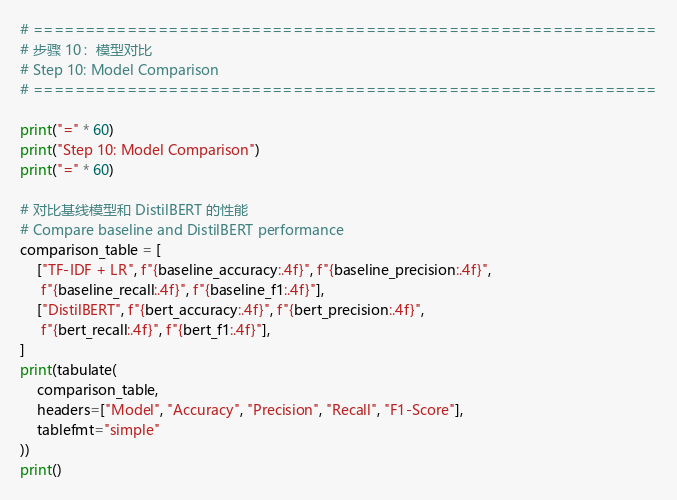 # ============================================================
# 步骤 10：模型对比
# Step 10: Model Comparison
# ============================================================
print("=" * 60)
print("Step 10: Model Comparison")
print("=" * 60)
# 对比基线模型和 DistilBERT 的性能
# Compare baseline and DistilBERT performance
comparison_table = [
["TF-IDF + LR", f"{baseline_accuracy:.4f}", f"{baseline_precision:.4f}",
f"{baseline_recall:.4f}", f"{baseline_f1:.4f}"],
["DistilBERT", f"{bert_accuracy:.4f}", f"{bert_precision:.4f}",
f"{bert_recall:.4f}", f"{bert_f1:.4f}"],
]
print(tabulate(
comparison_table,
headers=["Model", "Accuracy", "Precision", "Recall", "F1-Score"],
tablefmt="simple"
))
print()